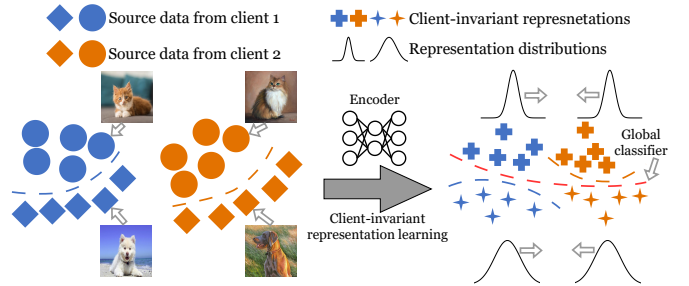 Source data from client 1
Source data from client 2
Client-invariant represnetations
Representation distributions
Encoder
Global
classifier
Client-invariant
representation learning